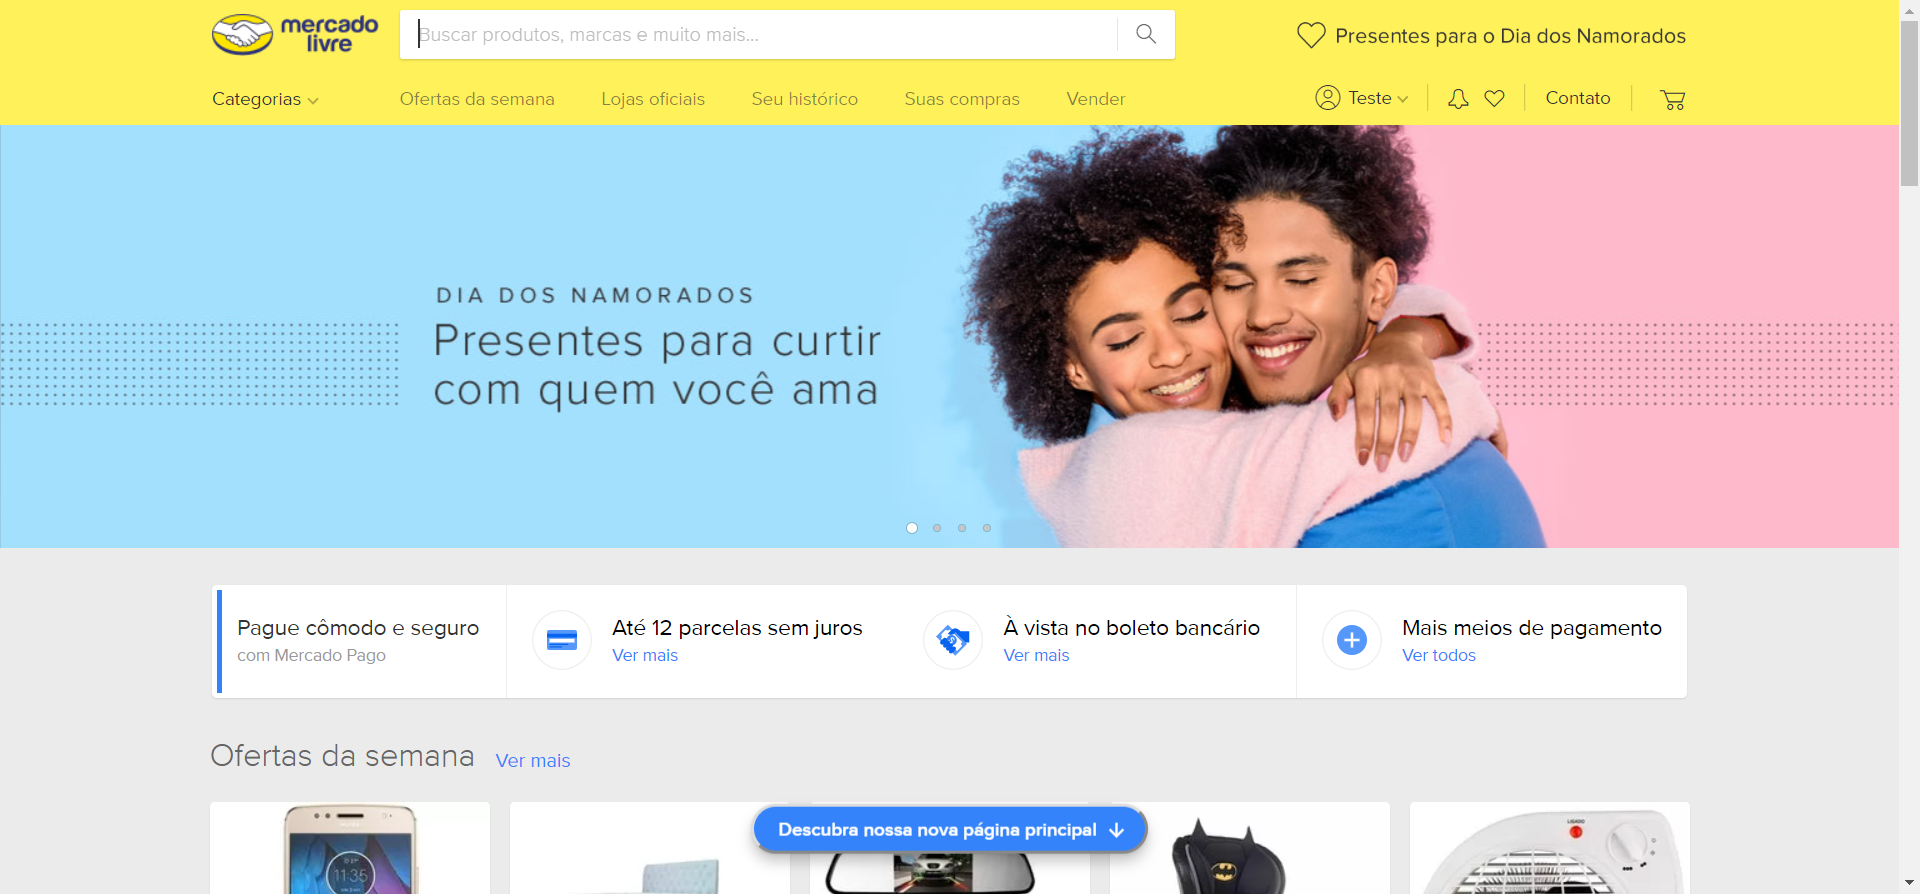 mercado
livre
Buscar produtos, marcas e muito mais...
Presentes para o Dia dos Namorados
Categorias
Ofertas da semana
Lojas oficiais
Seu histórico
Suas compras
Vender
Teste
Contato
DIA DOS NAMORADOS
Presentes para curtir
com quem você ama
Pague cômodo e seguro
com Mercado Pago
Até 12 parcelas sem juros
Ver mais
À vista no boleto bancário
Ver mais
Mais meios de pagamento
Ver todos
Ofertas da semana
Ver mais
Descubra nossa nova página principal
11:35
LIGADO